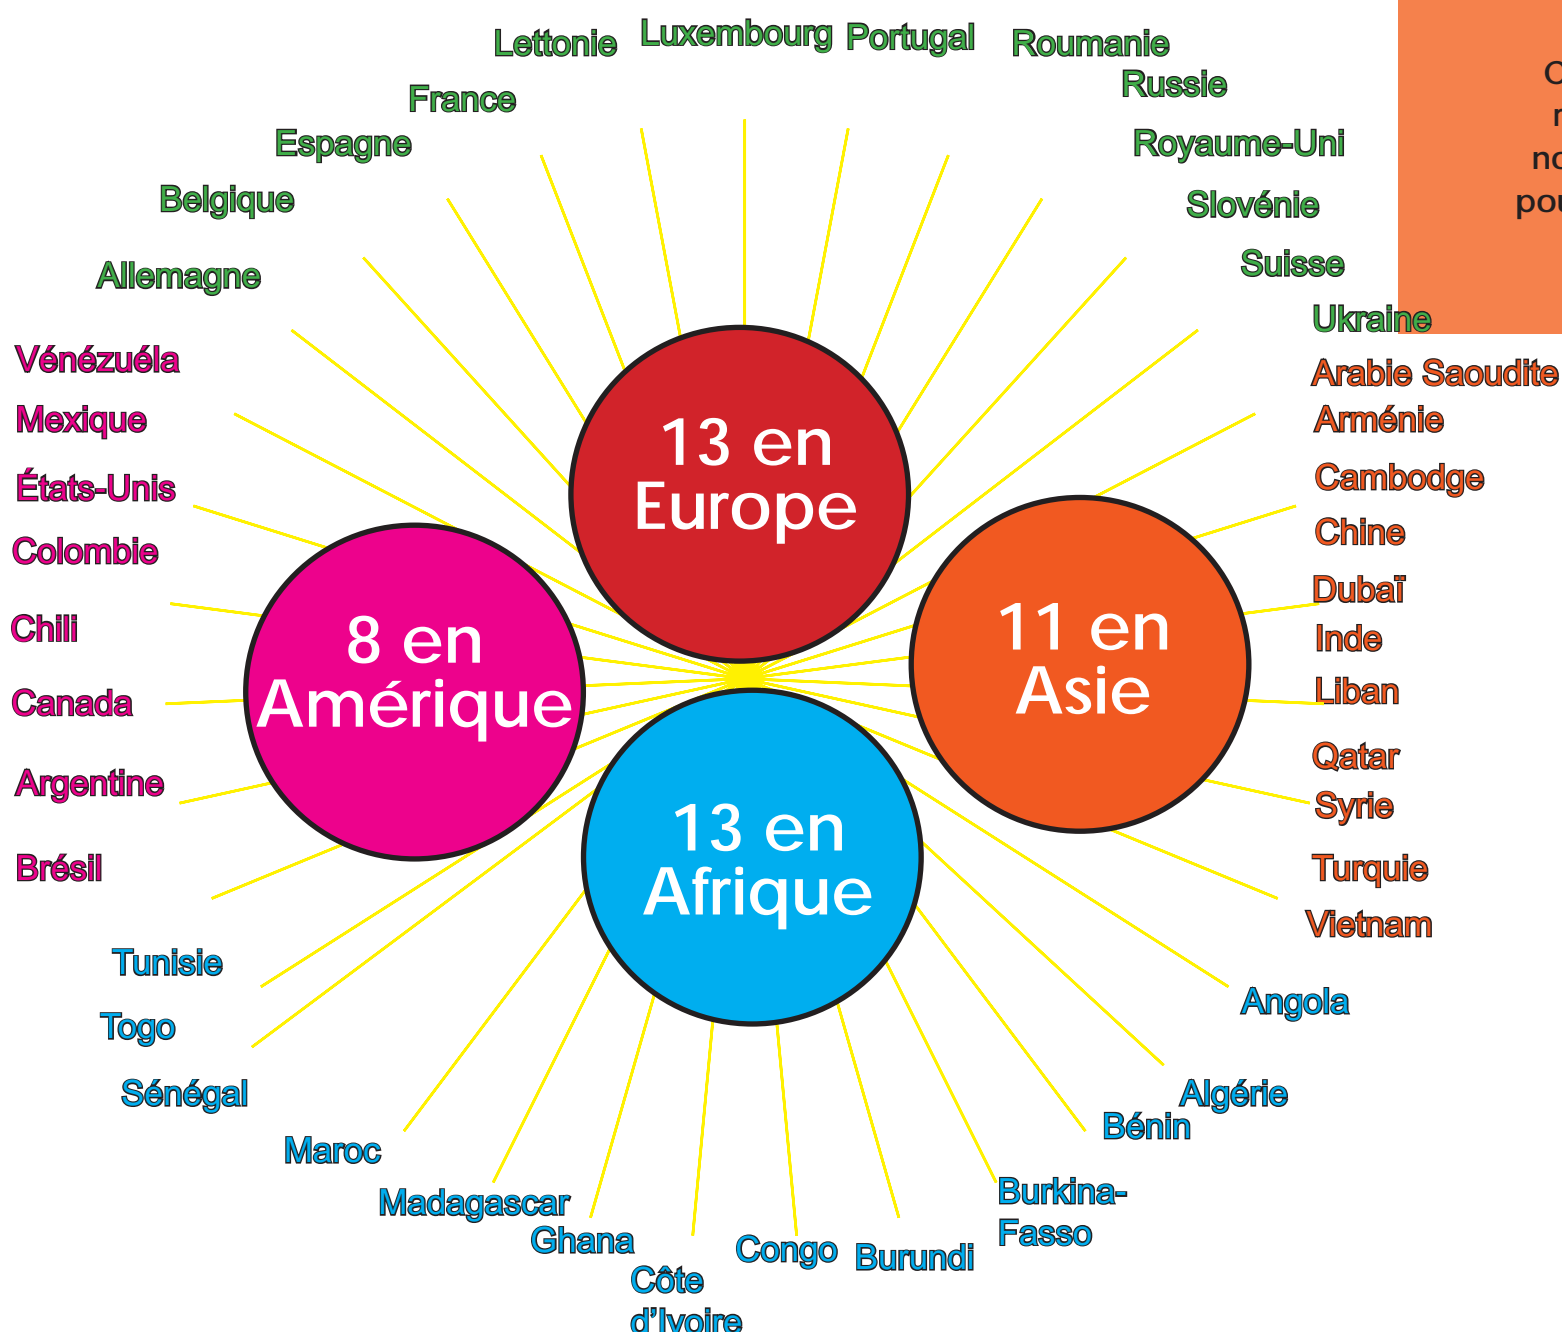 Lettonie
Luxembourg
Portugal
Roumanie
Russie
France
Espagne
Royaume-Uni
Belgique
Slovénie
Allemagne
Suisse
Ukraine
Vénézuéla
Mexique
États-Unis
Colombie
Chili
Canada
Argentine
Brésil
13 en
Europe
8 en
Amérique
11 en
Asie
13 en
Afrique
Arabie Saoudite
Arménie
Cambodge
Chine
Dubaï
Inde
Liban
Qatar
Syrie
Turquie
Vietnam
Tunisie
Togo
Sénégal
Maroc
Madagascar
Ghana
Côte
d'Ivoire
Congo
Burundi
Burkina-
Fasso
Bénin
Algérie
Angola